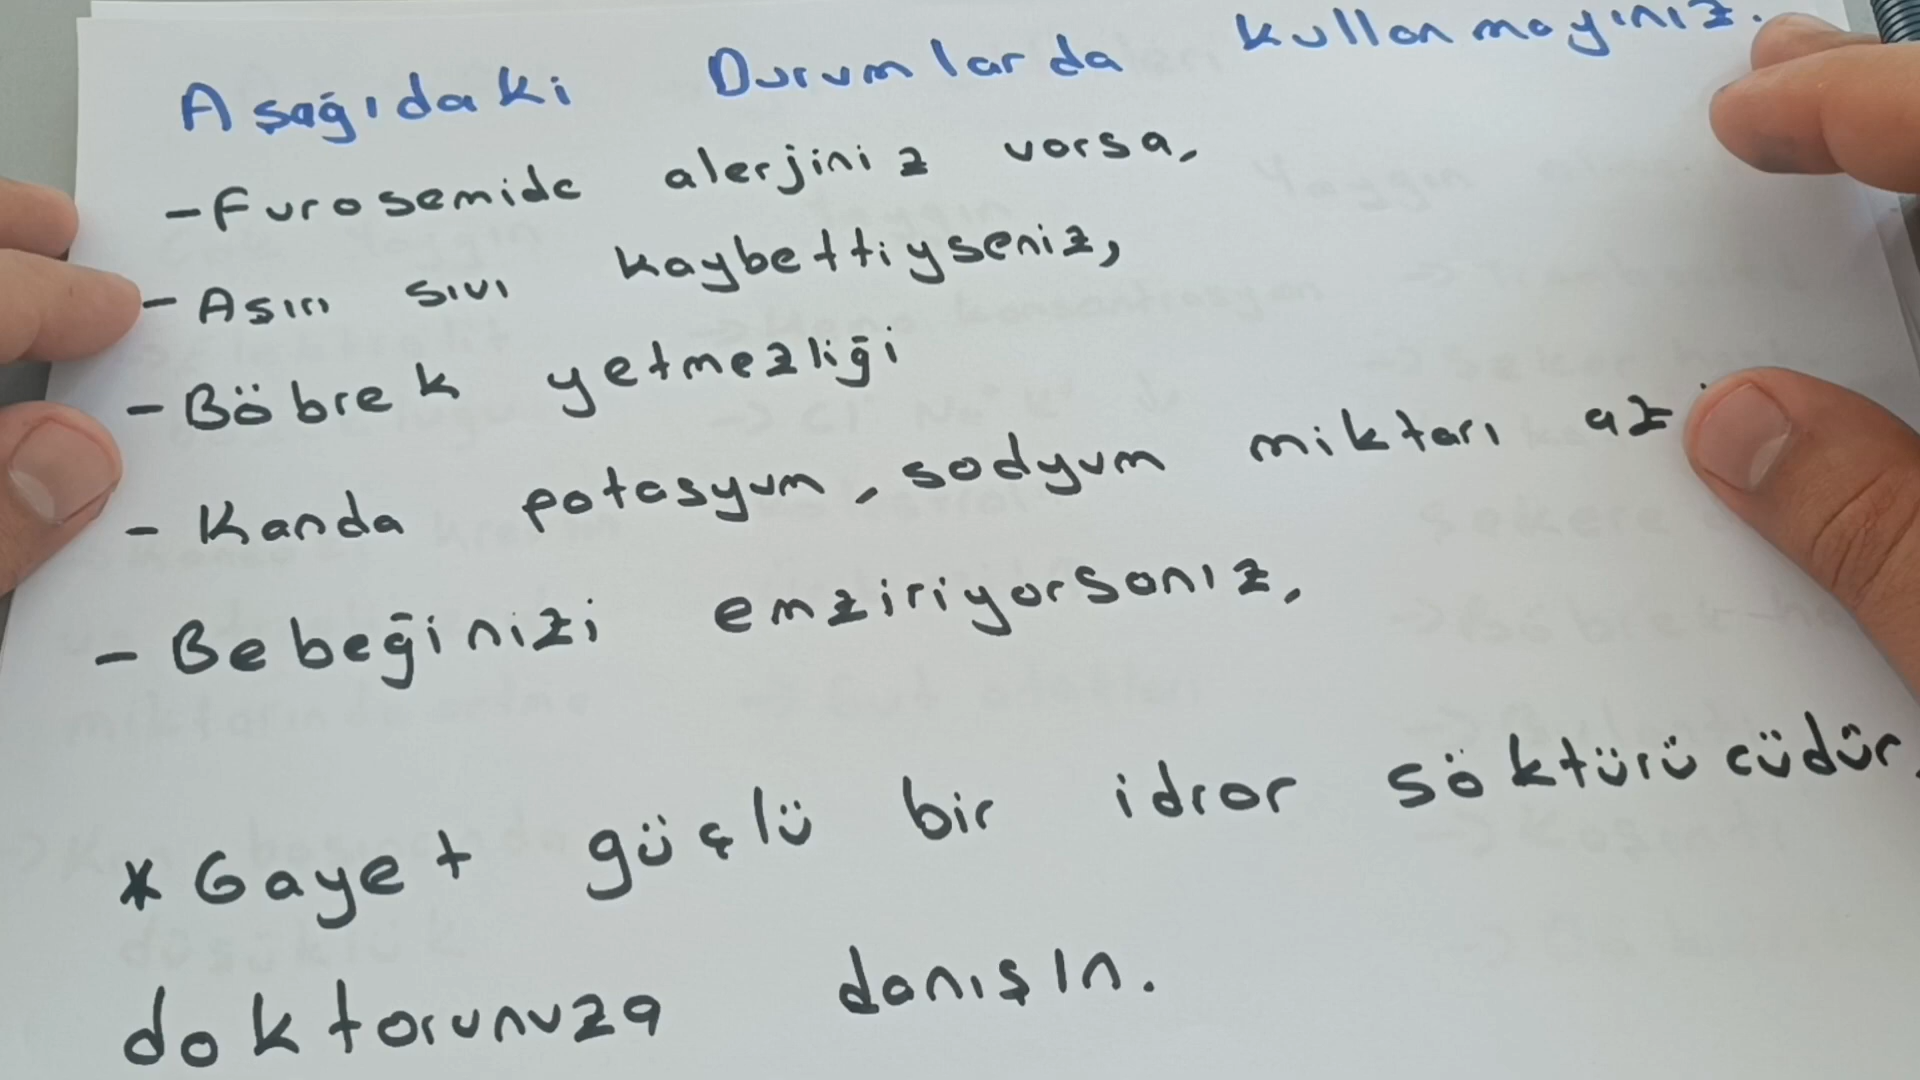 Aşağıdaki Durumlarda kullanmayınız.
- Furosemide alerjiniz varsa,
- Asırı sıvı kaybettiyseniz,
- Böbrek yetmezliği
- Kanda potasyum, sodyum miktarı az
- Bebeğinizi emziriyorsanız,
* Gayet güçlü bir idrar söktürücüdür,
doktorunuza danışın.